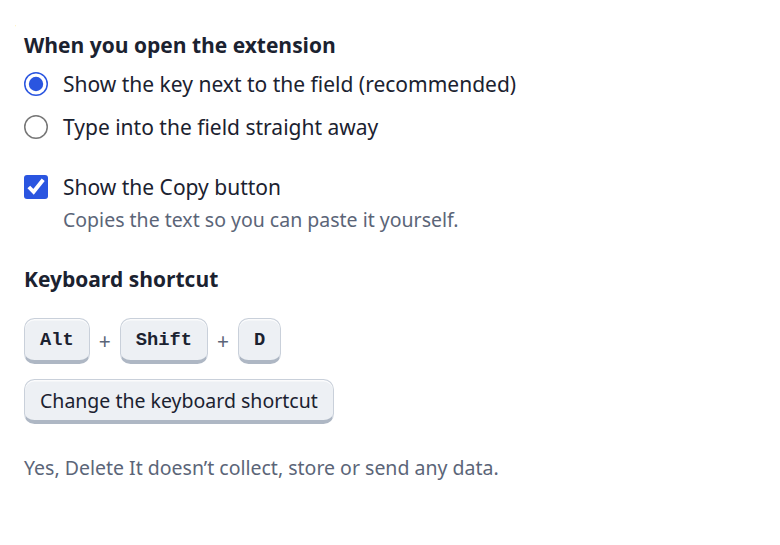 When you open the extension
Show the key next to the field (recommended)
Type into the field straight away
Show the Copy button
Copies the text so you can paste it yourself.
Keyboard shortcut
Alt + Shift + D
Change the keyboard shortcut
Yes, Delete It doesn’t collect, store or send any data.